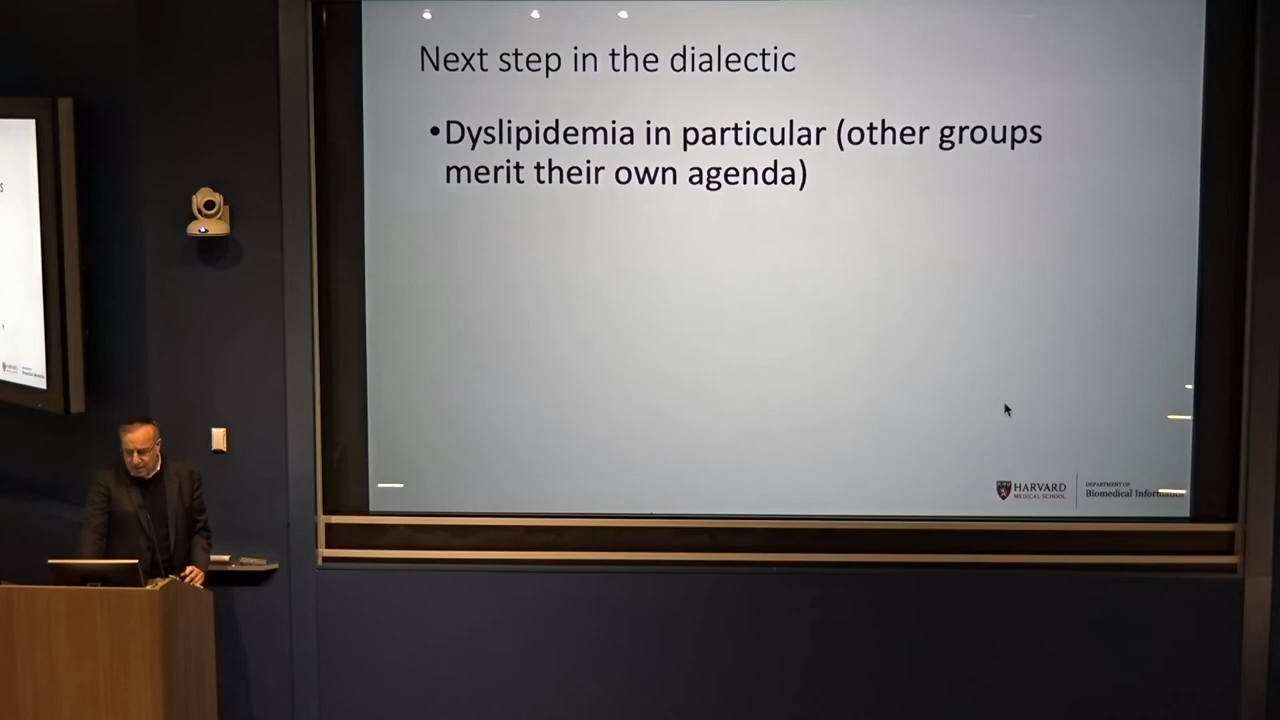 Next step in the dialectic
•Dyslipidemia in particular (other groups
merit their own agenda)
HARVARD
MEDICAL SCHOOL
DEPARTMENT OF
Biomedical Informatics